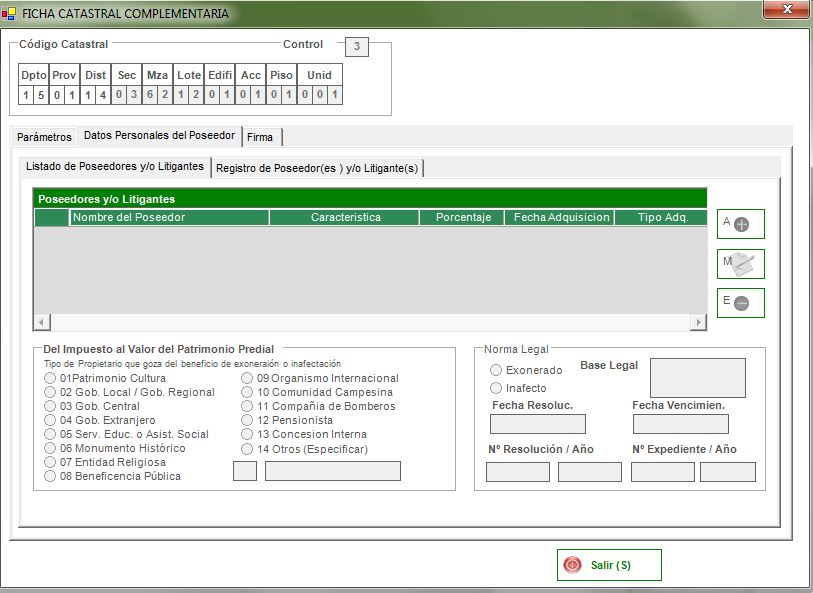 FICHA CATASTRAL COMPLEMENTARIA
Código Catastral Control 3
Dpto Prov Dist Sec Mza Lote Edifi Acc Piso Unid
1 5 0 1 1 4 0 3 6 2 1 2 0 1 0 1 0 1 0 0 1
Parámetros Datos Personales del Poseedor Firma
Listado de Poseedores y/o Litigantes Registro de Poseedor(es ) y/o Litigante(s)
Poseedores y/o Litigantes
Nombre del Poseedor Caracteristica Porcentaje Fecha Adquisicion Tipo Adq.
A
M
E
Del Impuesto al Valor del Patrimonio Predial
Tipo de Propietario que goza del beneficio de exoneraión o inafectación
01Patrimonio Cultura
02 Gob. Local / Gob. Regional
03 Gob. Central
04 Gob. Extranjero
05 Serv. Educ. o Asist. Social
06 Monumento Histórico
07 Entidad Religiosa
08 Beneficencia Pública
09 Organismo Internacional
10 Comunidad Campesina
11 Compañia de Bomberos
12 Pensionista
13 Concesion Interna
14 Otros (Especificar)
Norma Legal
Exonerado Base Legal
Inafecto
Fecha Resoluc. Fecha Vencimien.
Nº Resolución / Año Nº Expediente / Año
Salir (S)